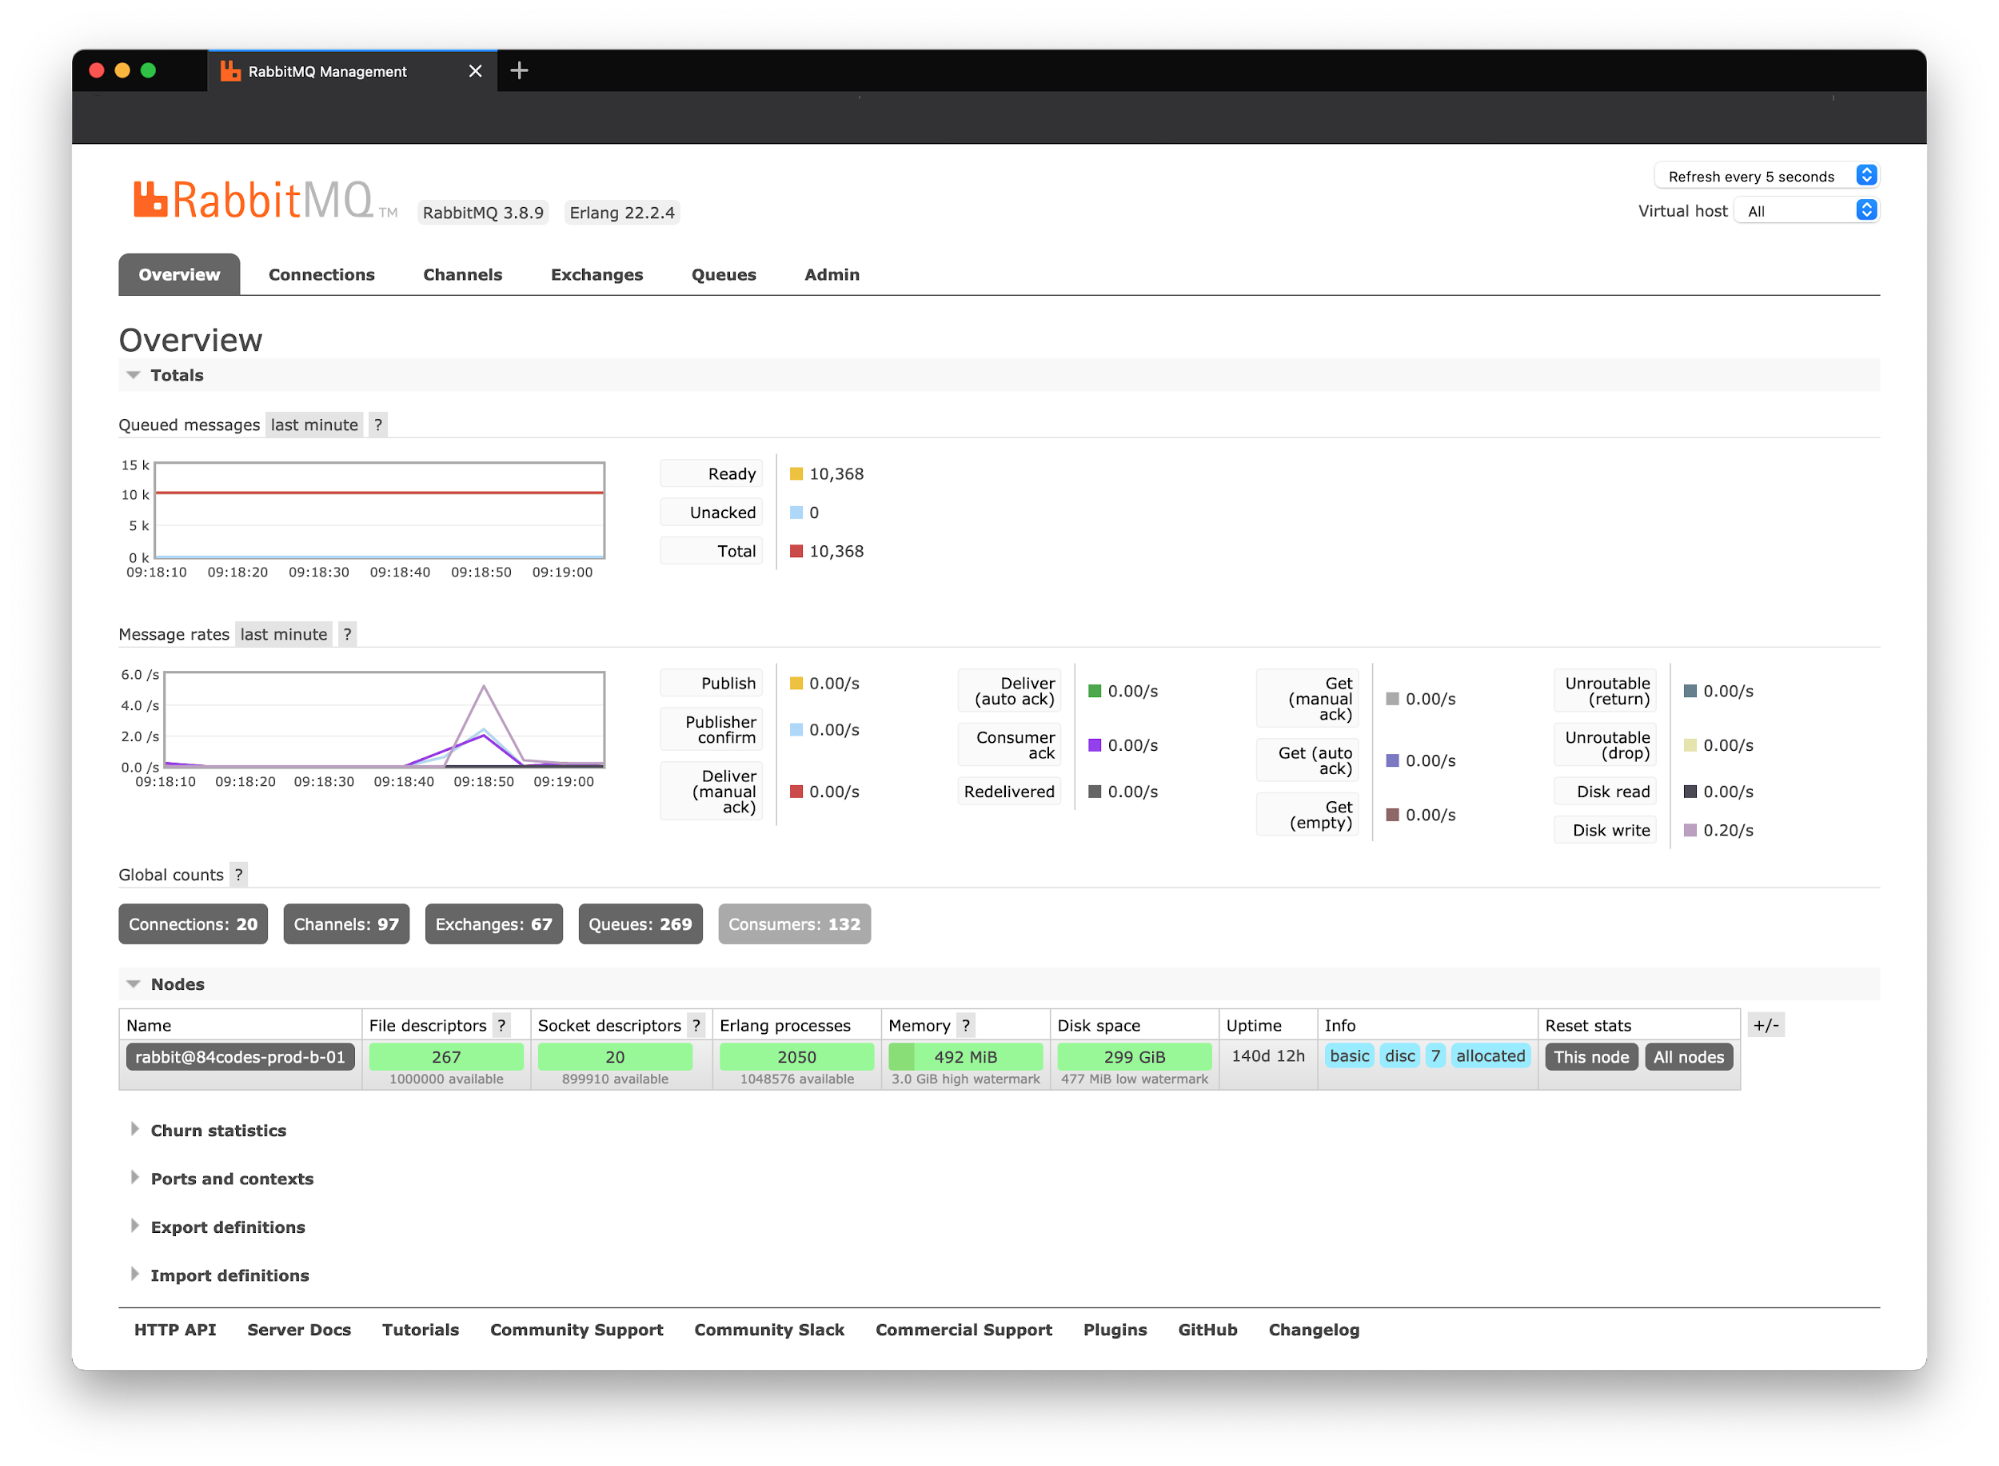 RabbitMQ Management
RabbitMQ TM RabbitMQ 3.8.9 Erlang 22.2.4
Refresh every 5 seconds
Virtual host All
Overview Connections Channels Exchanges Queues Admin
Overview
Totals
Queued messages last minute ?
15 k
10 k
5 k
0 k
09:18:10 09:18:20 09:18:30 09:18:40 09:18:50 09:19:00
Ready 10,368
Unacked 0
Total 10,368
Message rates last minute ?
6.0 /s
4.0 /s
2.0 /s
0.0 /s
09:18:10 09:18:20 09:18:30 09:18:40 09:18:50 09:19:00
Publish 0.00/s
Publisher
confirm 0.00/s
Deliver
(manual
ack) 0.00/s
Deliver
(auto ack) 0.00/s
Consumer
ack 0.00/s
Redelivered 0.00/s
Get
(manual
ack) 0.00/s
Get (auto
ack) 0.00/s
Get
(empty) 0.00/s
Unroutable
(return) 0.00/s
Unroutable
(drop) 0.00/s
Disk read 0.00/s
Disk write 0.20/s
Global counts ?
Connections: 20 Channels: 97 Exchanges: 67 Queues: 269 Consumers: 132
Nodes
Name File descriptors ? Socket descriptors ? Erlang processes Memory ? Disk space Uptime Info Reset stats +/-
rabbit@84codes-prod-b-01 267 20 2050 492 MiB 299 GiB 140d 12h basic disc 7 allocated This node All nodes
1000000 available 899910 available 1048576 available 3.0 GiB high watermark 477 MiB low watermark
Churn statistics
Ports and contexts
Export definitions
Import definitions
HTTP API Server Docs Tutorials Community Support Community Slack Commercial Support Plugins GitHub Changelog